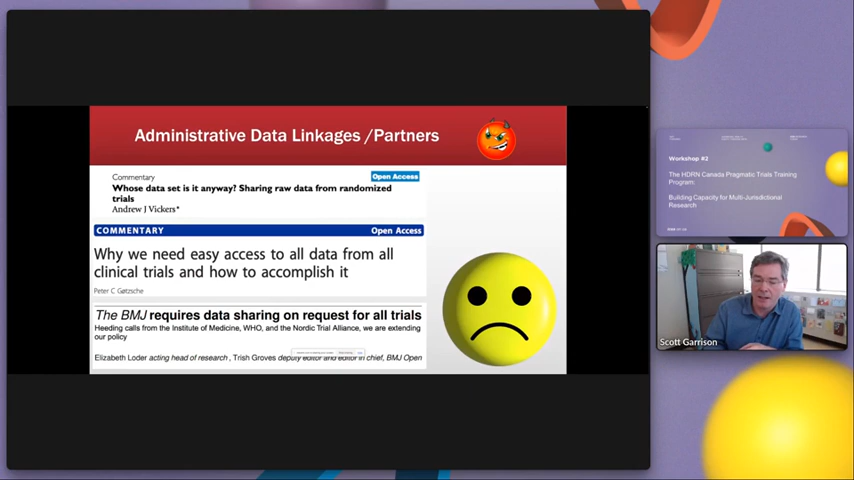 Administrative Data Linkages /Partners
Commentary
Open Access
Whose data set is it anyway? Sharing raw data from randomized
trials
Andrew J Vickers*
COMMENTARY
Open Access
Why we need easy access to all data from all
clinical trials and how to accomplish it
Peter C Gøtzsche
The BMJ requires data sharing on request for all trials
Heeding calls from the Institute of Medicine, WHO, and the Nordic Trial Alliance, we are extending
our policy
Elizabeth Loder acting head of research , Trish Groves deputy editor and editor in chief, BMJ Open
Workshop #2
The HDRN Canada Pragmatic Trials Training
Program:
Building Capacity for Multi-Jurisdictional
Research
Scott Garrison